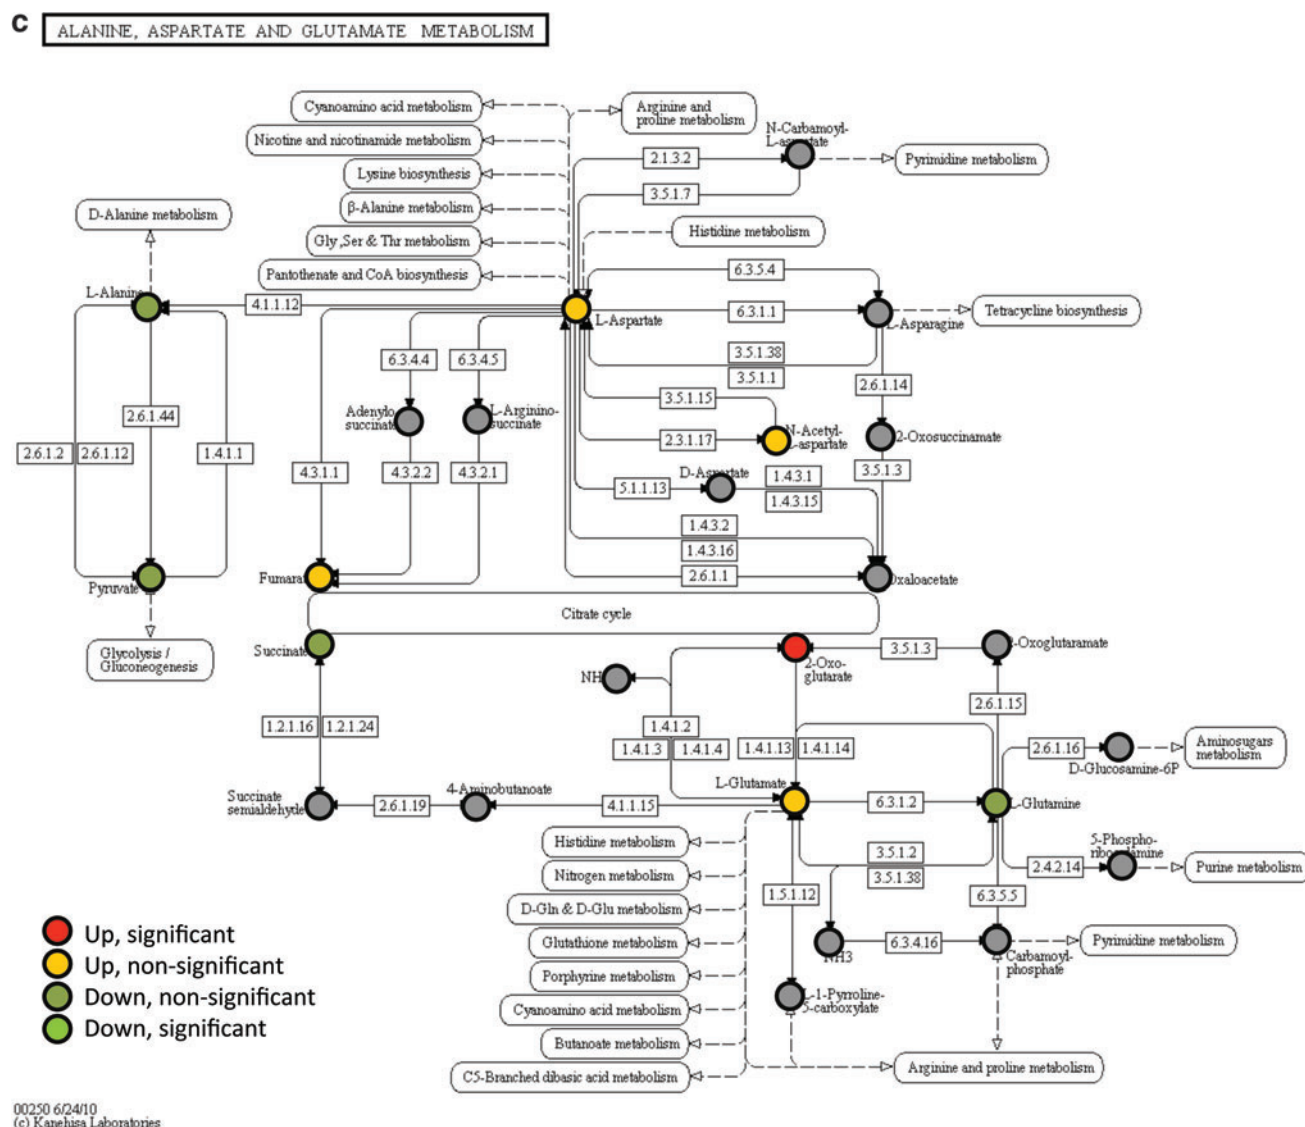 c
ALANINE, ASPARTATE AND GLUTAMATE METABOLISM
Cyanoamino acid metabolism
Arginine and
proline metabolism
Nicotine and nicotinamide metabolism
N-Carbamoyl-
L-aspartate
2.1.3.2
Pyrimidine metabolism
Lysine biosynthesis
3.5.1.7
β-Alanine metabolism
D-Alanine metabolism
Gly ,Ser & Thr metabolism
Histidine metabolism
Pantothenate and CoA biosynthesis
6.3.5.4
L-Alanine
4.1.1.12
L-Aspartate
6.3.1.1
L-Asparagine
Tetracycline biosynthesis
3.5.1.38
3.5.1.1
6.3.4.4
6.3.4.5
2.6.1.14
3.5.1.15
2.6.1.44
Adenylo
succinate
L-Arginino-
succinate
N-Acetyl-
L-aspartate
2.3.1.17
2-Oxosuccinamate
2.6.1.2
2.6.1.12
1.4.1.1
4.3.1.1
4.3.2.2
4.3.2.1
D-Aspartate
1.4.3.1
3.5.1.3
5.1.1.13
1.4.3.15
1.4.3.2
1.4.3.16
Pyruvate
Fumarat
2.6.1.1
Oxaloacetate
Citrate cycle
Glycolysis /
Gluconeogenesis
Succinate
2-Oxo-
glutarate
3.5.1.3
2-Oxoglutaramate
NH
2.6.1.15
1.2.1.16
1.2.1.24
1.4.1.2
1.4.1.3
1.4.1.4
1.4.1.13
1.4.1.14
2.6.1.16
D-Glucosamine-6P
Aminosugars
metabolism
L-Glutamate
Succinate
semialdehyde
2.6.1.19
4-Aminobutanoate
4.1.1.15
6.3.1.2
L-Glutamine
Histidine metabolism
3.5.1.2
3.5.1.38
5-Phospho-
ribosylamine
2.4.2.14
Purine metabolism
Nitrogen metabolism
1.5.1.12
6.3.5.5
D-Gln & D-Glu metabolism
Glutathione metabolism
NH3
6.3.4.16
Carbamoyl-
phosphate
Pyrimidine metabolism
Porphyrine metabolism
L-1-Pyrroline-
5-carboxylate
Cyanoamino acid metabolism
Butanoate metabolism
C5-Branched dibasic acid metabolism
Arginine and proline metabolism
Up, significant
Up, non-significant
Down, non-significant
Down, significant
00250 6/24/10
(c) Kanehisa Laboratories